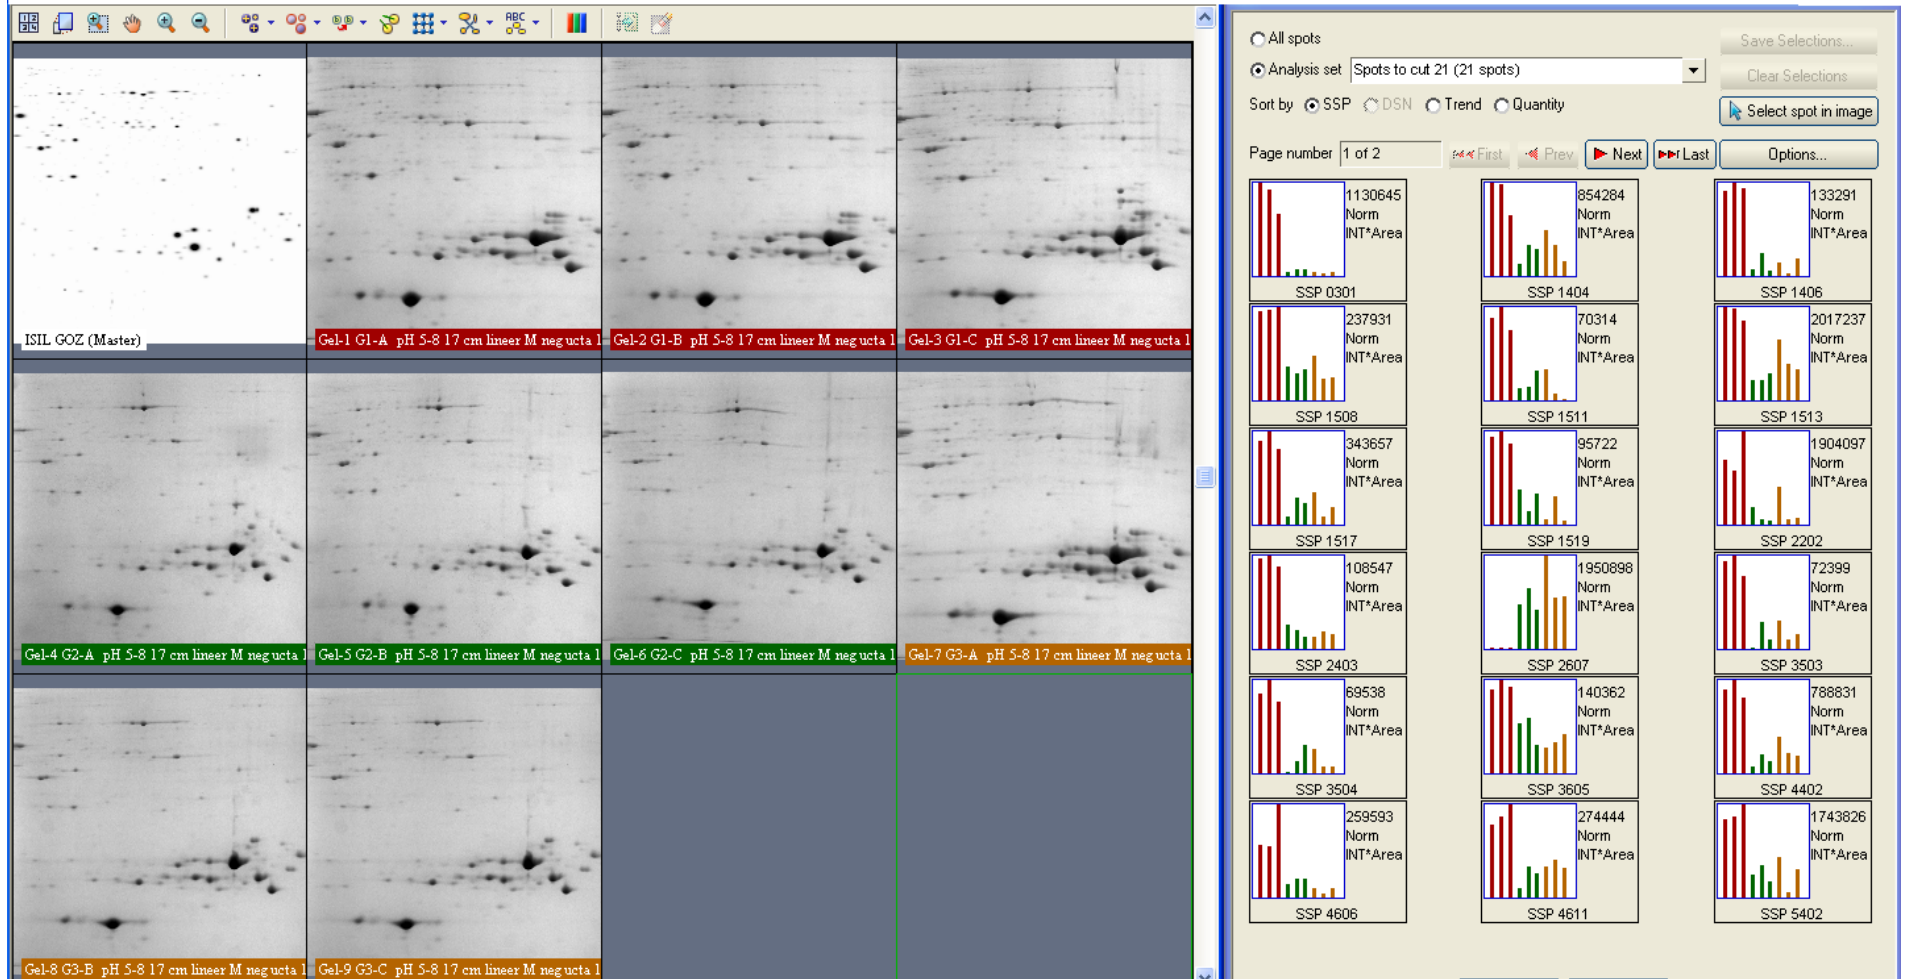 ABC
All spots
Save Selections...
Analysis set Spots to cut 21 (21 spots)
Clear Selections
Sort by SSP DSN Trend Quantity
Select spot in image
Page number 1 of 2 First Prev Next Last Options...
1130645
Norm
INT*Area
SSP 0301
854284
Norm
INT*Area
SSP 1404
133291
Norm
INT*Area
SSP 1406
237931
Norm
INT*Area
SSP 1508
70314
Norm
INT*Area
SSP 1511
2017237
Norm
INT*Area
SSP 1513
343657
Norm
INT*Area
SSP 1517
95722
Norm
INT*Area
SSP 1519
1904097
Norm
INT*Area
SSP 2202
108547
Norm
INT*Area
SSP 2403
1950898
Norm
INT*Area
SSP 2607
72399
Norm
INT*Area
SSP 3503
69538
Norm
INT*Area
SSP 3504
140362
Norm
INT*Area
SSP 3605
788831
Norm
INT*Area
SSP 4402
259593
Norm
INT*Area
SSP 4606
274444
Norm
INT*Area
SSP 4611
1743826
Norm
INT*Area
SSP 5402
ISIL GOZ (Master)
Gel-1 G1-A pH 5-8 17 cm lineer M neg ucta 1
Gel-2 G1-B pH 5-8 17 cm lineer M neg ucta 1
Gel-3 G1-C pH 5-8 17 cm lineer M neg ucta 1
Gel-4 G2-A pH 5-8 17 cm lineer M neg ucta 1
Gel-5 G2-B pH 5-8 17 cm lineer M neg ucta 1
Gel-6 G2-C pH 5-8 17 cm lineer M neg ucta 1
Gel-7 G3-A pH 5-8 17 cm lineer M neg ucta 1
Gel-8 G3-B pH 5-8 17 cm lineer M neg ucta 1
Gel-9 G3-C pH 5-8 17 cm lineer M neg ucta 1